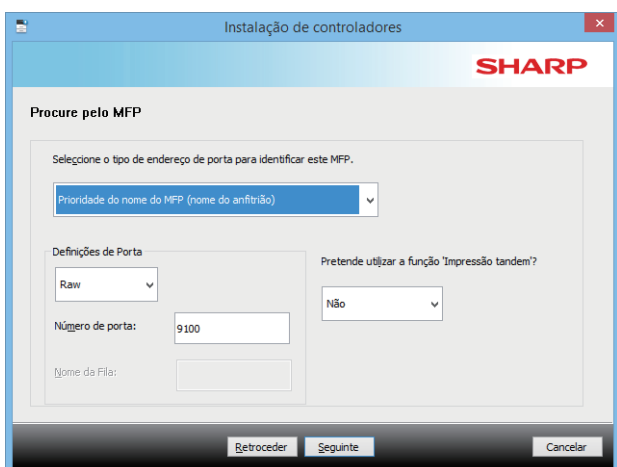 Instalação de controladores
SHARP
Procure pelo MFP
Seleccione o tipo de endereço de porta para identificar este MFP.
Prioridade do nome do MFP (nome do anfitrião)
Definições de Porta
Raw
Número de porta:
9100
Nome da Fila:
Pretende utilizar a função 'Impressão tandem'?
Não
Retroceder
Seguinte
Cancelar